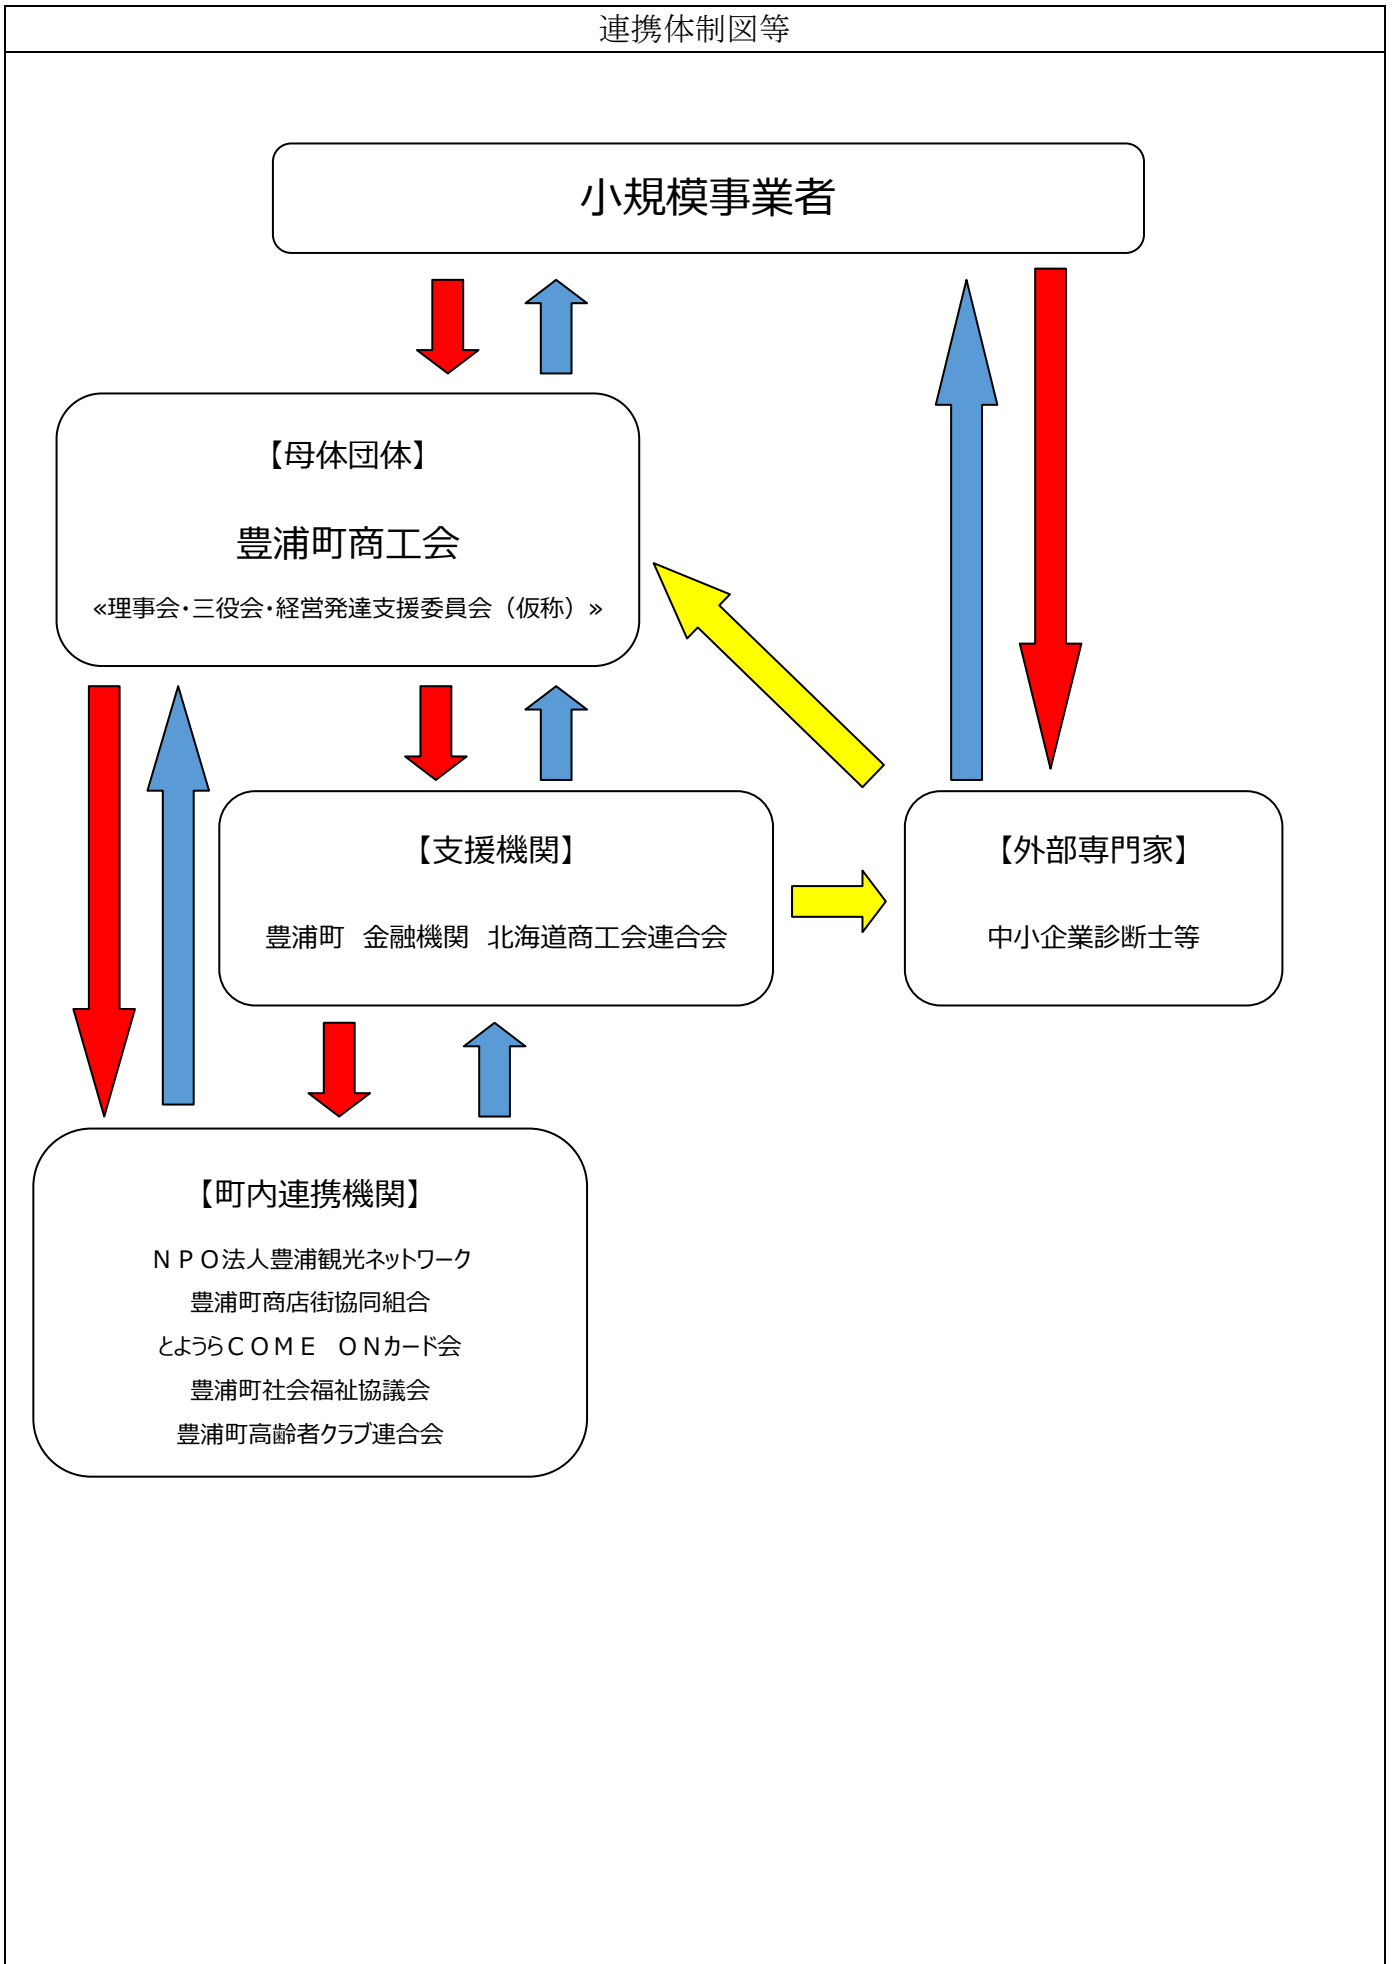 連携体制図等
小規模事業者
【母体団体】
豊浦町商工会
≪理事会・三役会・経営発達支援委員会（仮称）≫
【支援機関】
豊浦町　金融機関　北海道商工会連合会
【外部専門家】
中小企業診断士等
【町内連携機関】
ＮＰＯ法人豊浦観光ネットワーク
豊浦町商店街協同組合
とようらＣＯＭＥ　ＯＮカード会
豊浦町社会福祉協議会
豊浦町高齢者クラブ連合会